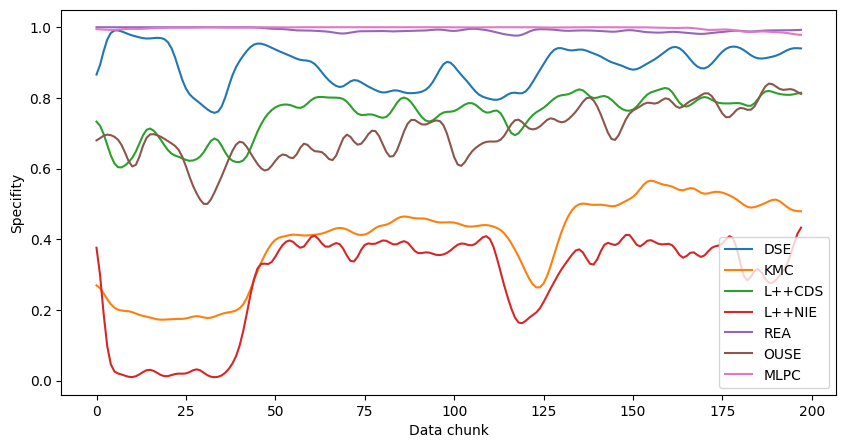 1.0
0.8
0.6
0.4
0.2
0.0
Specifity
0 25 50 75 100 125 150 175 200
Data chunk
DSE
KMC
L++CDS
L++NIE
REA
OUSE
MLPC